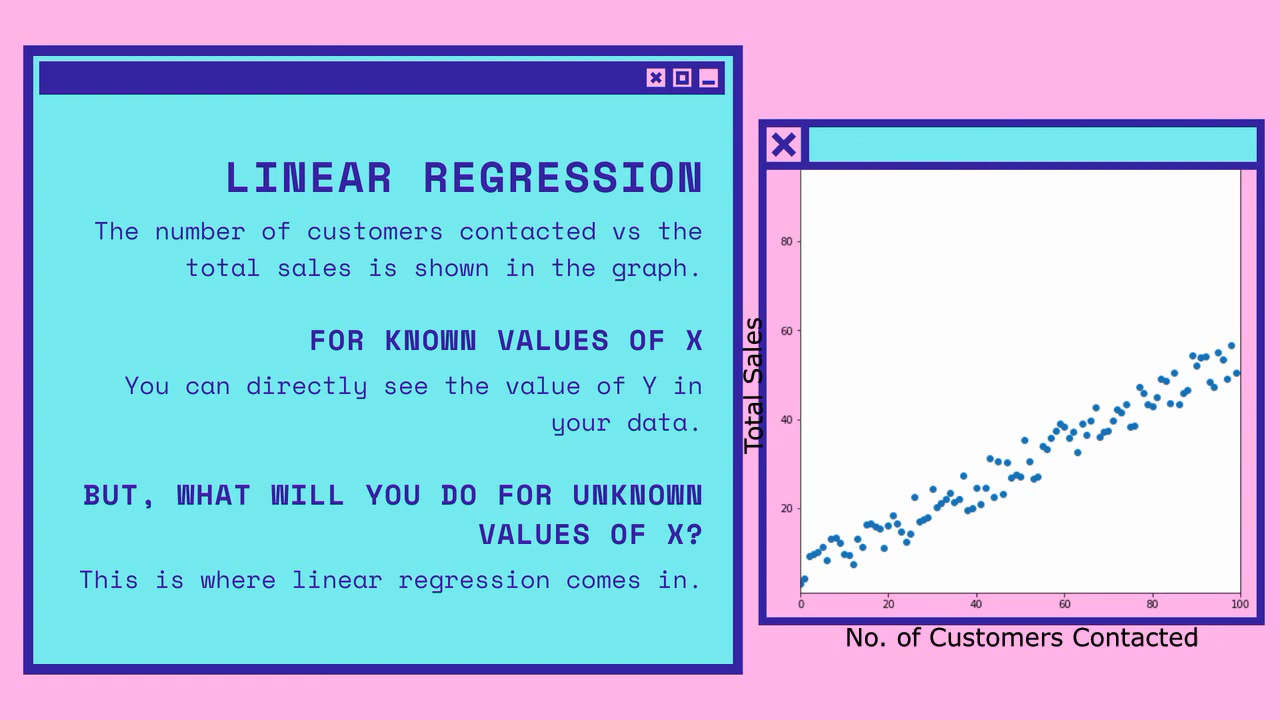 LINEAR REGRESSION
The number of customers contacted vs the
total sales is shown in the graph.
FOR KNOWN VALUES OF X
You can directly see the value of Y in
your data.
BUT, WHAT WILL YOU DO FOR UNKNOWN
VALUES OF X?
This is where linear regression comes in.
Total Sales
80
60
40
20
0 20 40 60 80 100
No. of Customers Contacted